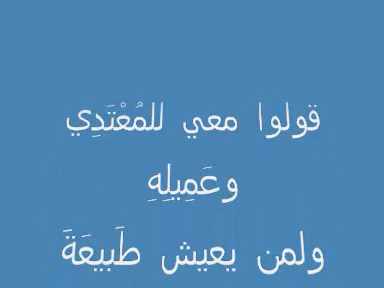 قولوا معي للمُعْتَدِي
وعَمِيلِهِ
ولمن يعيش طَبيعَةَ